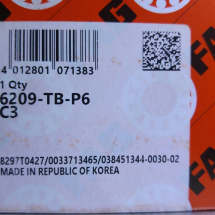 4 012801 071383
1 Qty
6209-TB-P6
C3
8297T0427/0033713465/038451344-0030-02
MADE IN REPUBLIC OF KOREA
FAG